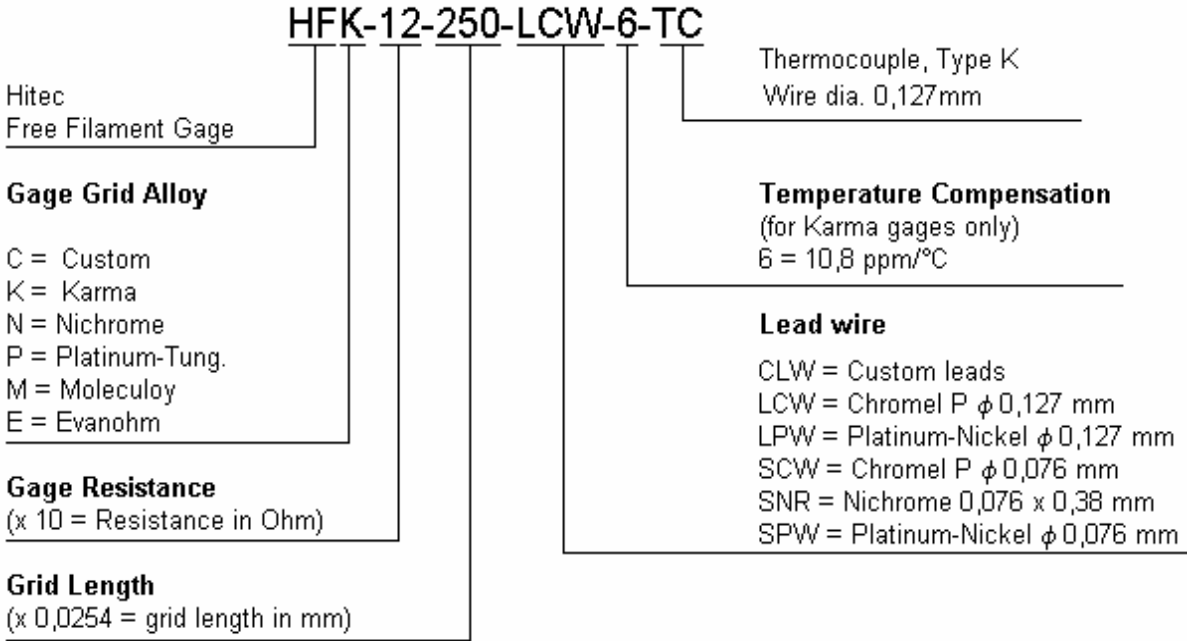 HFK-12-250-LCW-6-TC
Hitec
Free Filament Gage
Gage Grid Alloy
C = Custom
K = Karma
N = Nichrome
P = Platinum-Tung.
M = Moleculoy
E = Evanohm
Gage Resistance
(x 10 = Resistance in Ohm)
Grid Length
(x 0,0254 = grid length in mm)
Thermocouple, Type K
Wire dia. 0,127mm
Temperature Compensation
(for Karma gages only)
6 = 10,8 ppm/°C
Lead wire
CLW = Custom leads
LCW = Chromel P ϕ 0,127 mm
LPW = Platinum-Nickel ϕ 0,127 mm
SCW = Chromel P ϕ 0,076 mm
SNR = Nichrome 0,076 x 0,38 mm
SPW = Platinum-Nickel ϕ 0,076 mm